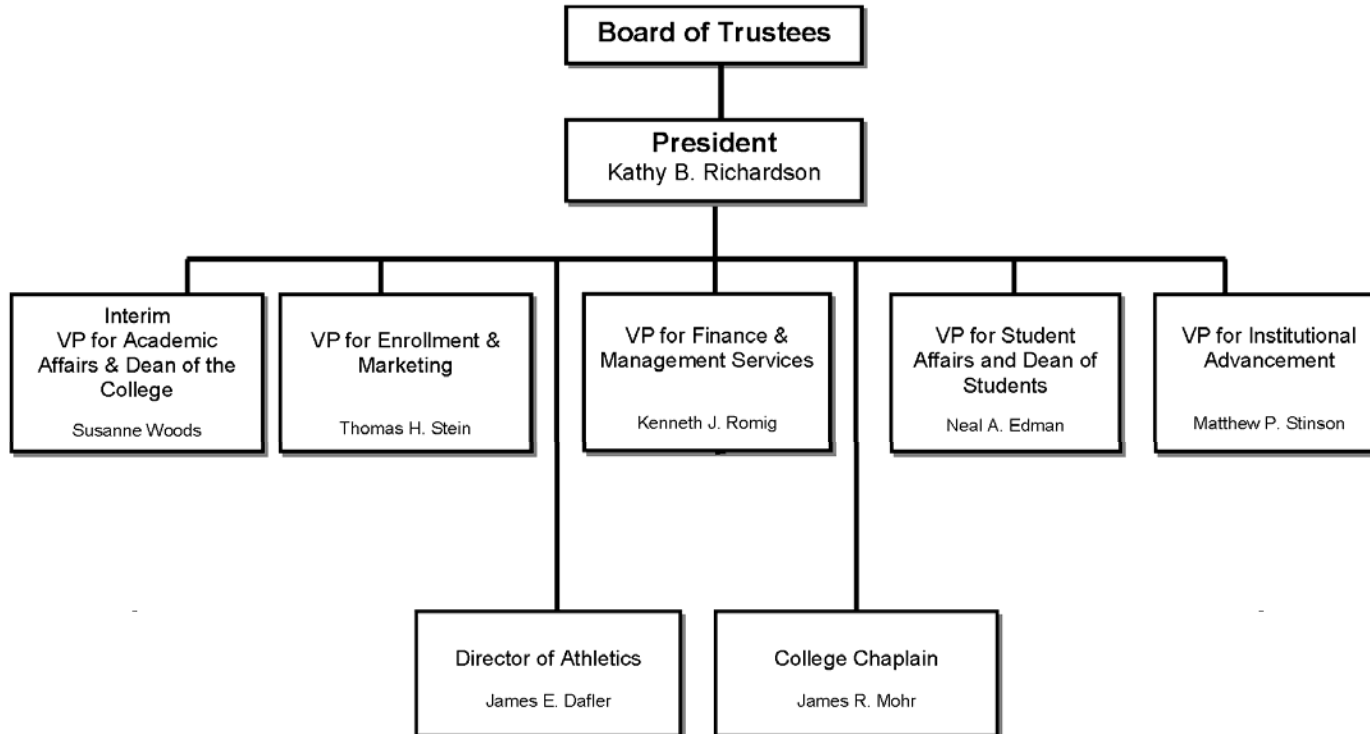 Board of Trustees
President
Kathy B. Richardson
Interim
VP for Academic
Affairs & Dean of the
College
Susanne Woods
VP for Enrollment &
Marketing
Thomas H. Stein
VP for Finance &
Management Services
Kenneth J. Romig
VP for Student
Affairs and Dean of
Students
Neal A. Edman
VP for Institutional
Advancement
Matthew P. Stinson
Director of Athletics
James E. Dafler
College Chaplain
James R. Mohr